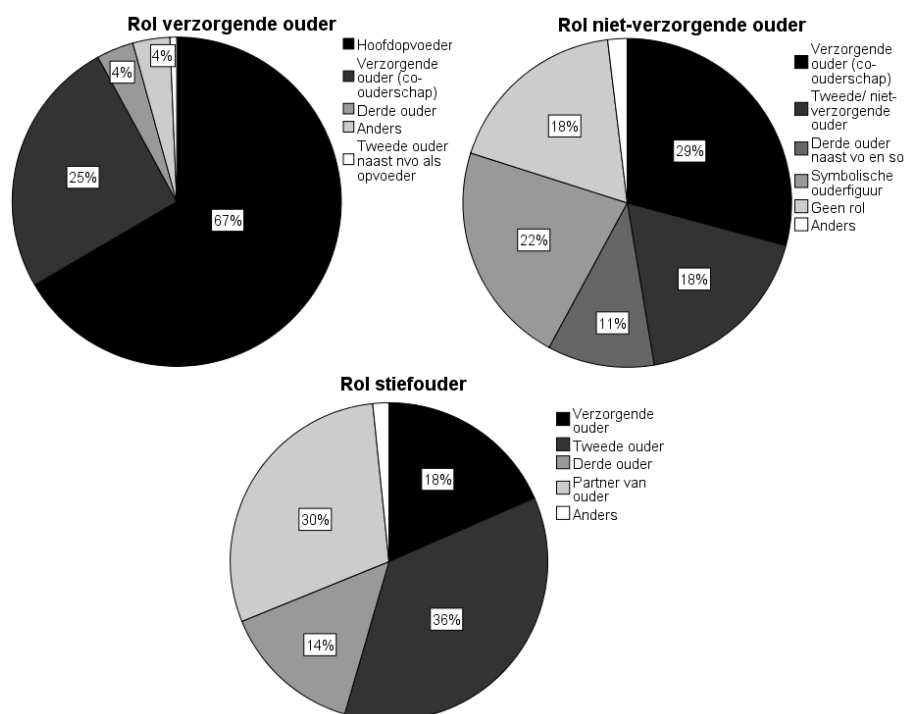 Rol verzorgende ouder
4%
4%
25%
67%
Hoofdopvoeder
Verzorgende
ouder (co-
ouderschap)
Derde ouder
Anders
Tweede ouder
naast nvo als
opvoeder
Rol niet-verzorgende ouder
18%
29%
22%
18%
11%
Verzorgende
ouder (co-
ouderschap)
Tweede/ niet-
verzorgende
ouder
Derde ouder
naast vo en so
Symbolische
ouderfiguur
Geen rol
Anders
Rol stiefouder
18%
30%
36%
14%
Verzorgende
ouder
Tweede ouder
Derde ouder
Partner van
ouder
Anders